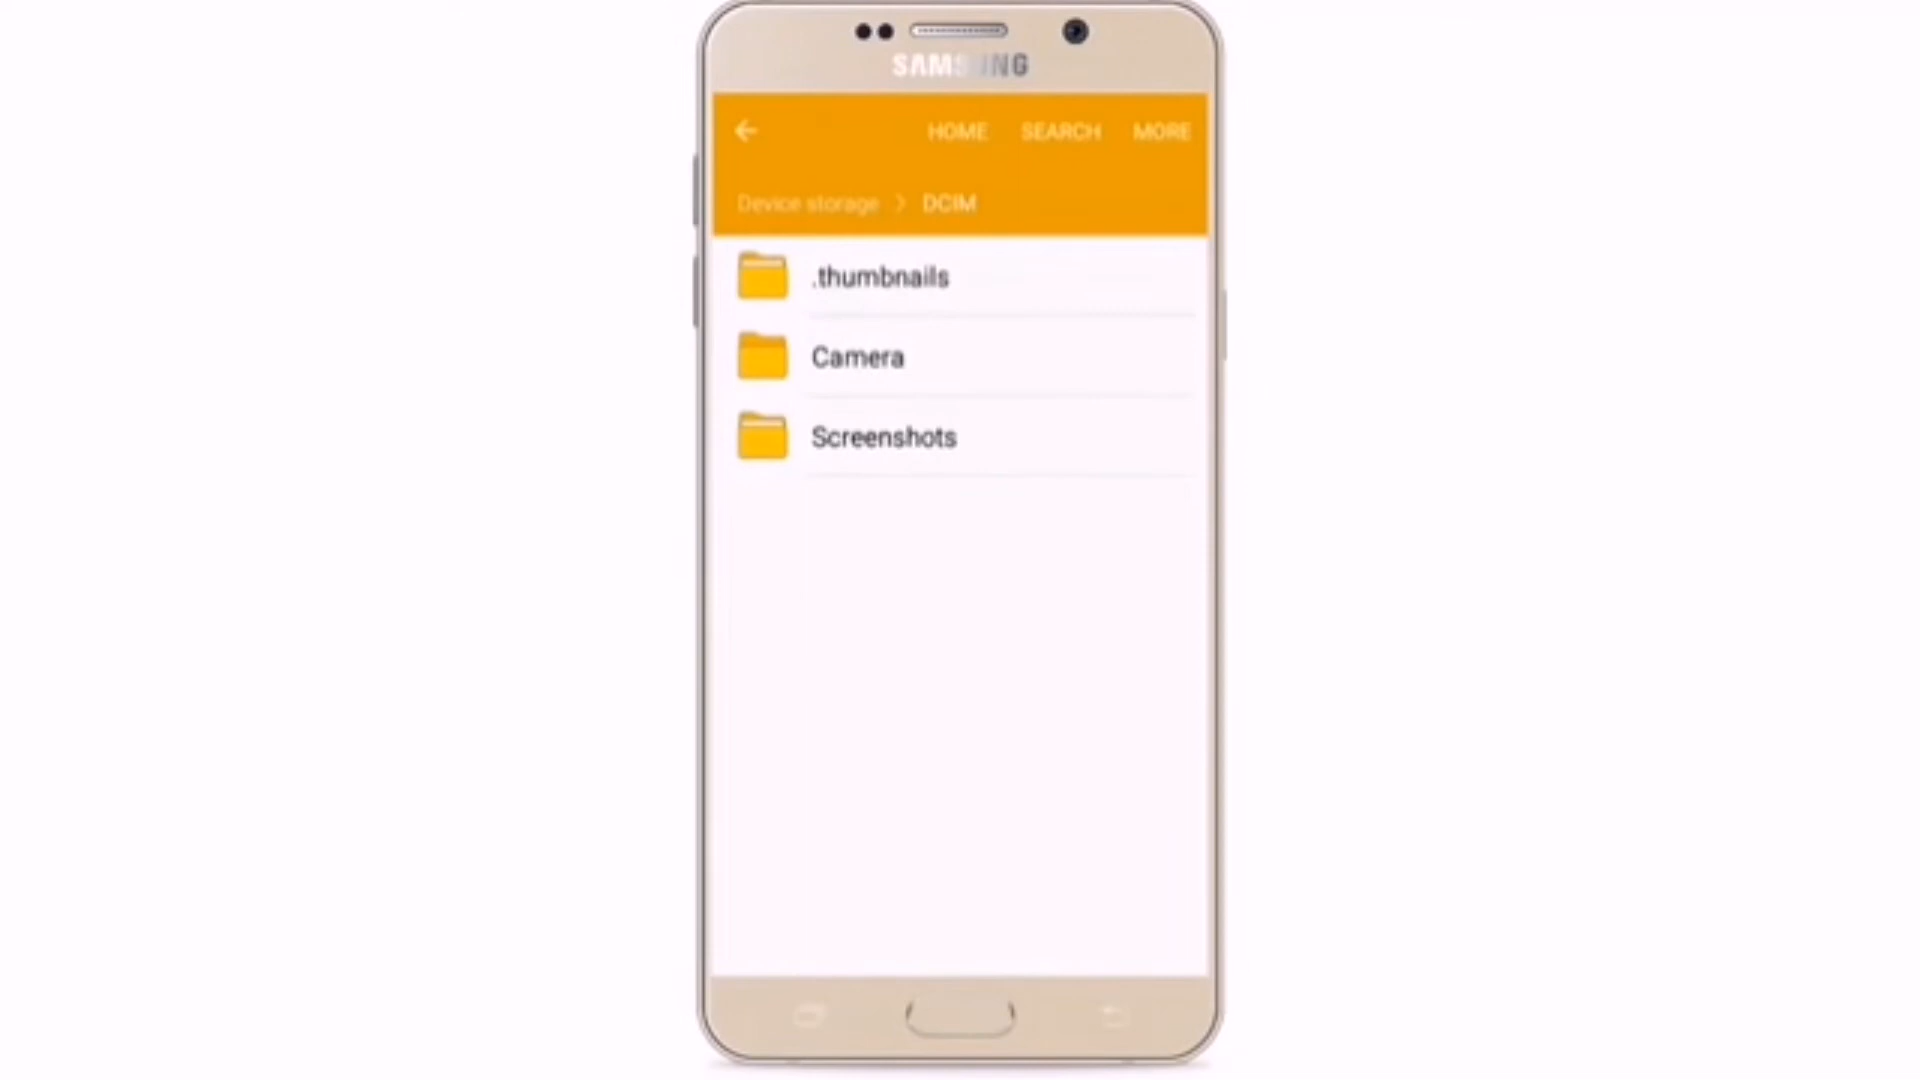 SAMSUNG
HOME SEARCH MORE
Device storage > DCIM
.thumbnails
Camera
Screenshots